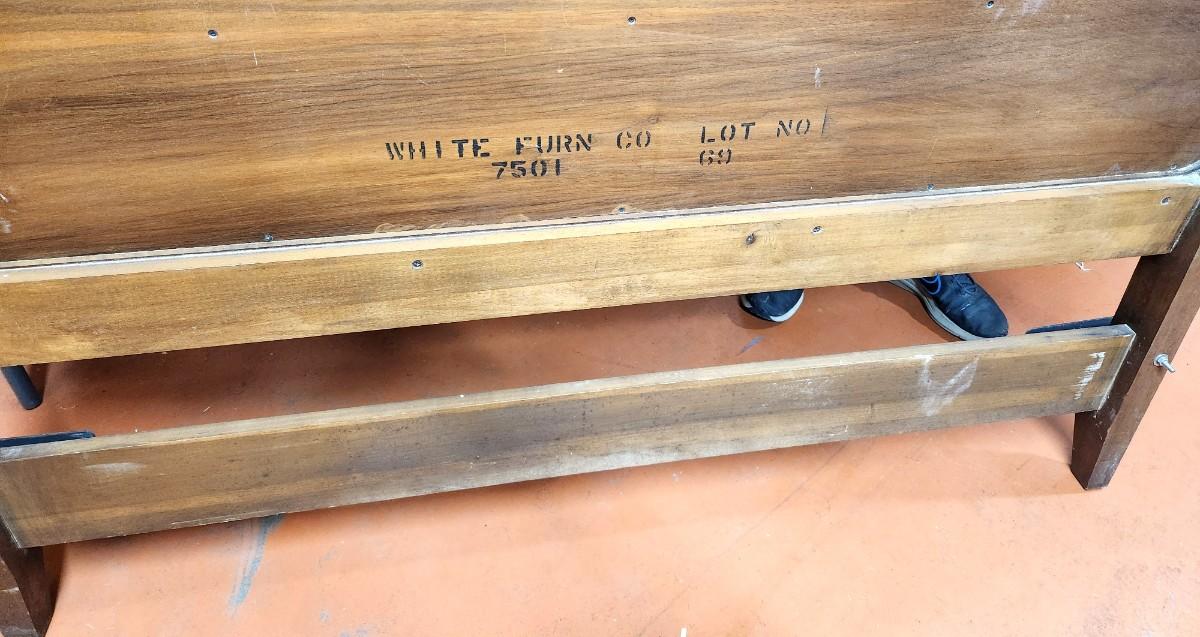 WHITE FURN CO LOT NO
7501 69